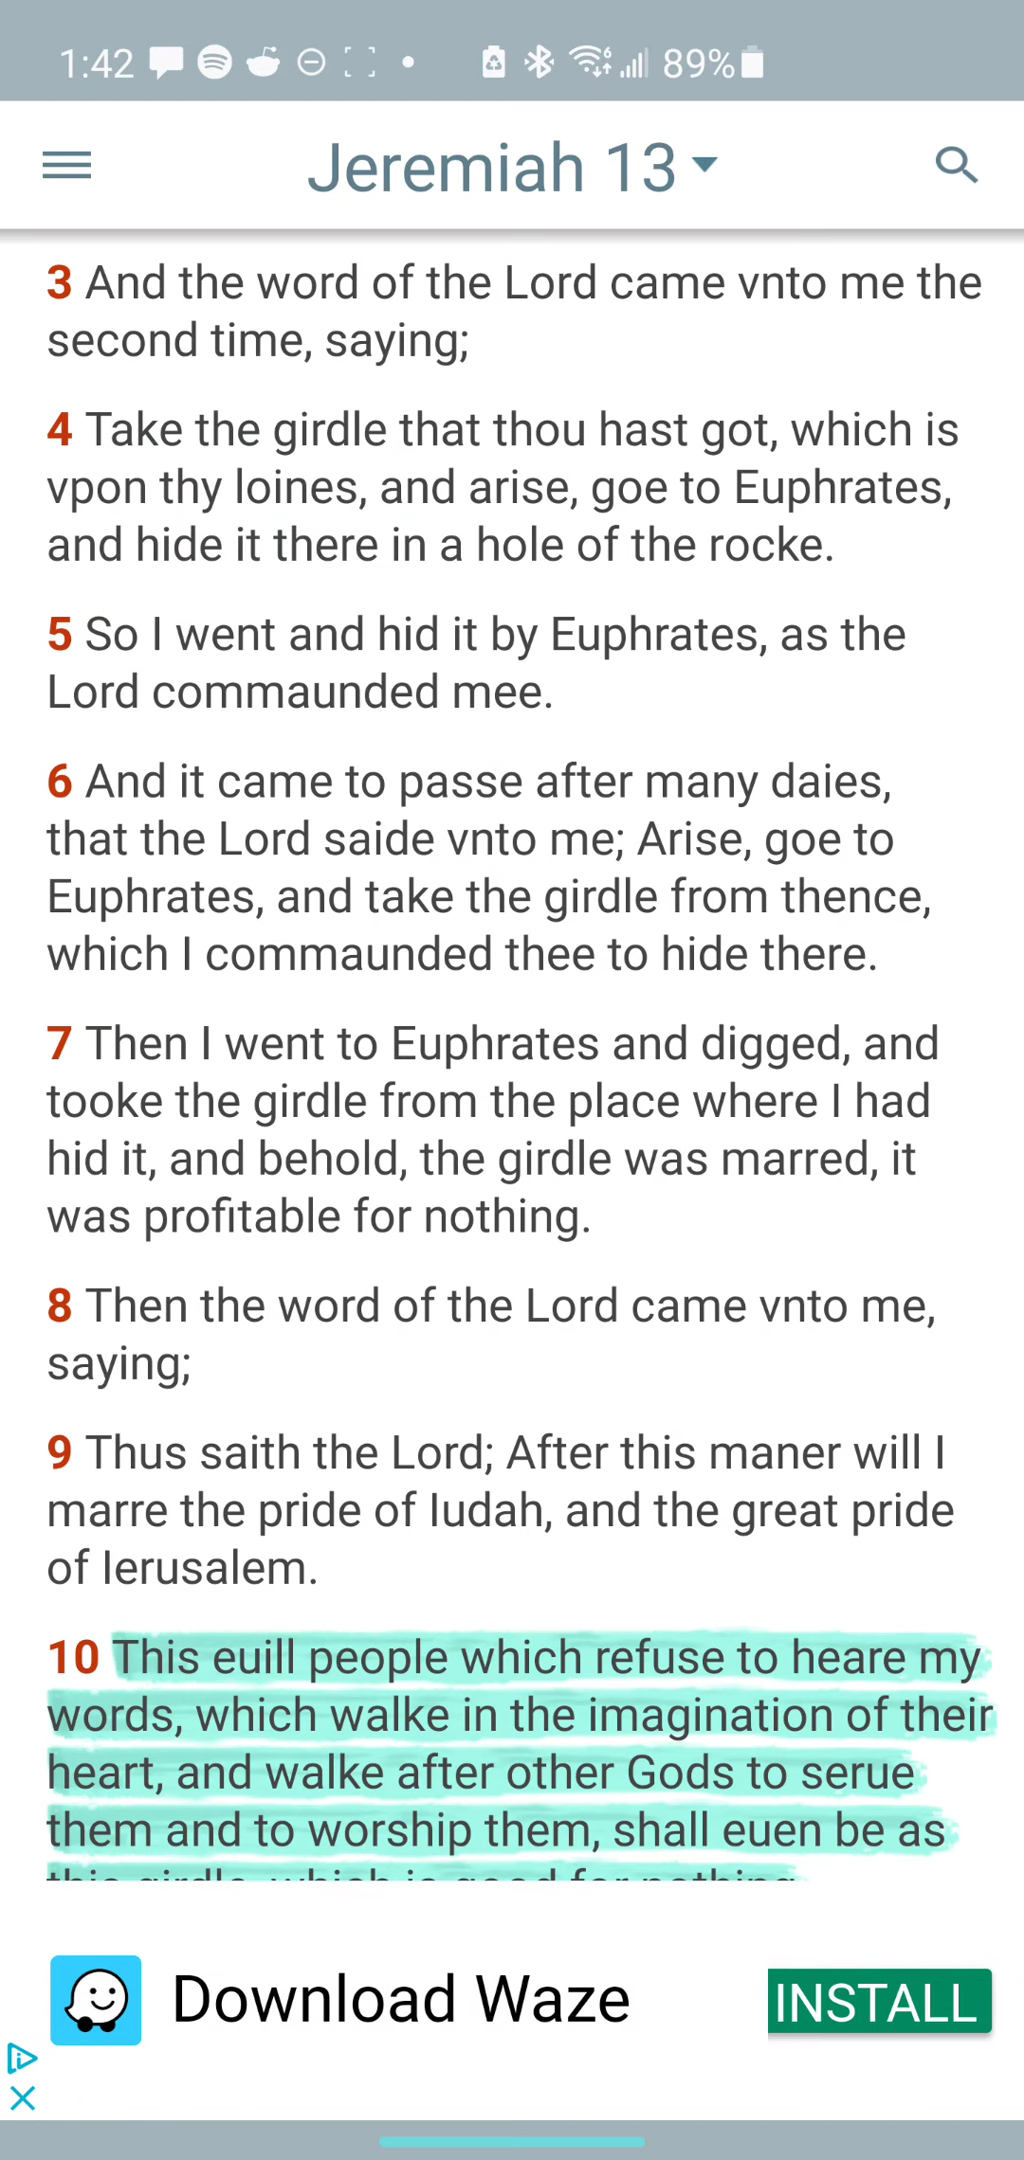 1:42 89%
Jeremiah 13
3 And the word of the Lord came vnto me the
second time, saying;
4 Take the girdle that thou hast got, which is
vpon thy loines, and arise, goe to Euphrates,
and hide it there in a hole of the rocke.
5 So I went and hid it by Euphrates, as the
Lord commaunded mee.
6 And it came to passe after many daies,
that the Lord saide vnto me; Arise, goe to
Euphrates, and take the girdle from thence,
which I commaunded thee to hide there.
7 Then I went to Euphrates and digged, and
tooke the girdle from the place where I had
hid it, and behold, the girdle was marred, it
was profitable for nothing.
8 Then the word of the Lord came vnto me,
saying;
9 Thus saith the Lord; After this maner will I
marre the pride of Iudah, and the great pride
of Ierusalem.
10 This euill people which refuse to heare my
words, which walke in the imagination of their
heart, and walke after other Gods to serue
them and to worship them, shall euen be as
this girdle, which is good for nothing.
Download Waze
INSTALL